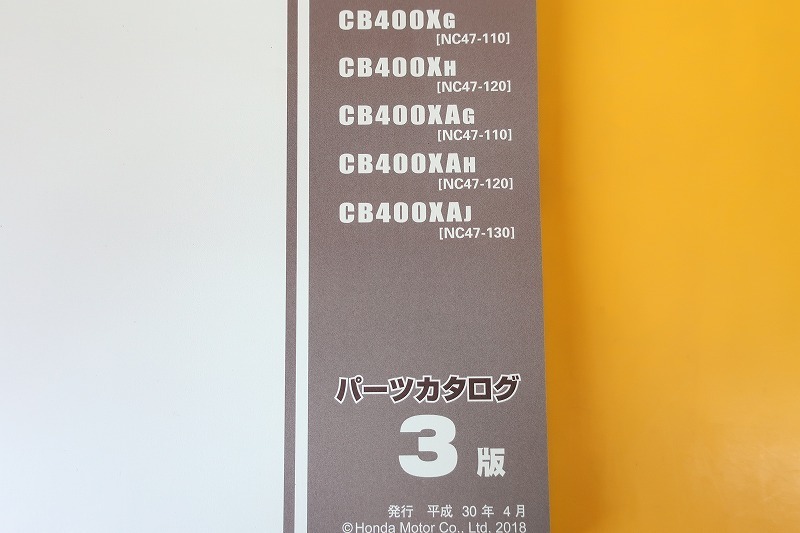 CB400XG
[NC47-110]
CB400XH
[NC47-120]
CB400XAG
[NC47-110]
CB400XAH
[NC47-120]
CB400XAJ
[NC47-130]
パーツカタログ
3版
発行 平成 30 年 4 月
©Honda Motor Co., Ltd. 2018